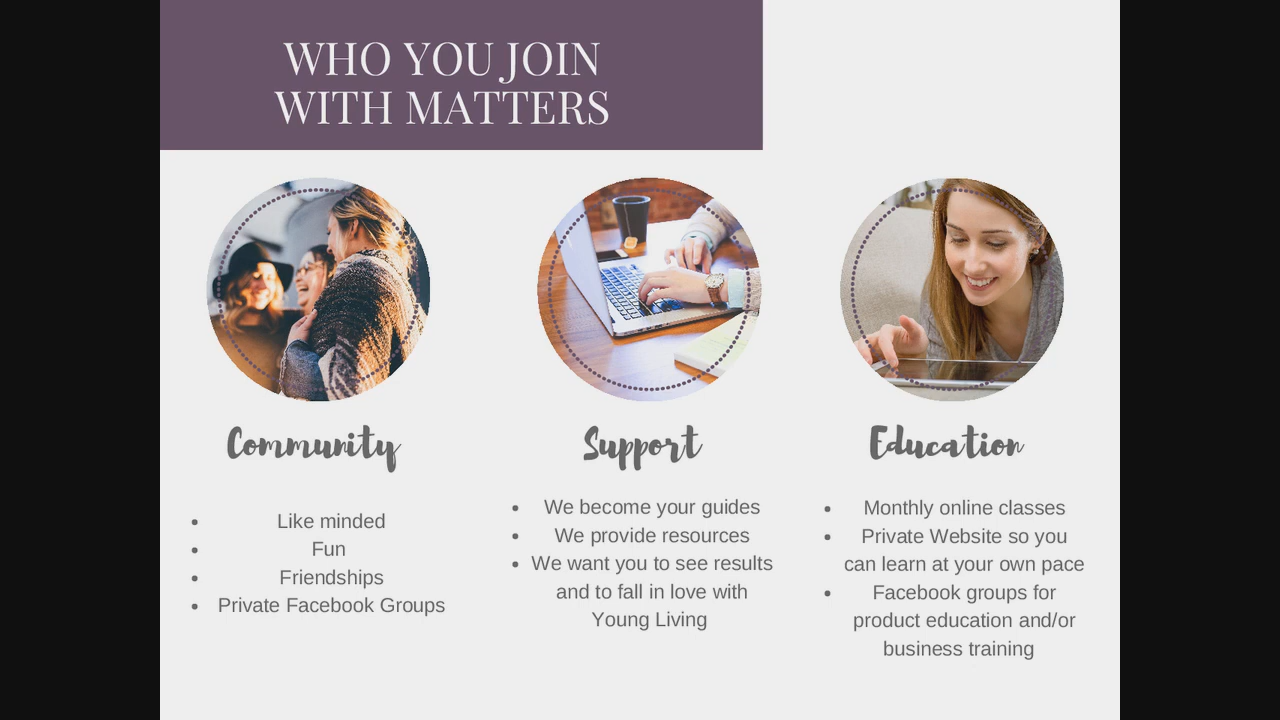 WHO YOU JOIN
WITH MATTERS
Community
• Like minded
• Fun
• Friendships
• Private Facebook Groups
Support
• We become your guides
• We provide resources
• We want you to see results
and to fall in love with
Young Living
Education
• Monthly online classes
• Private Website so you
can learn at your own pace
• Facebook groups for
product education and/or
business training